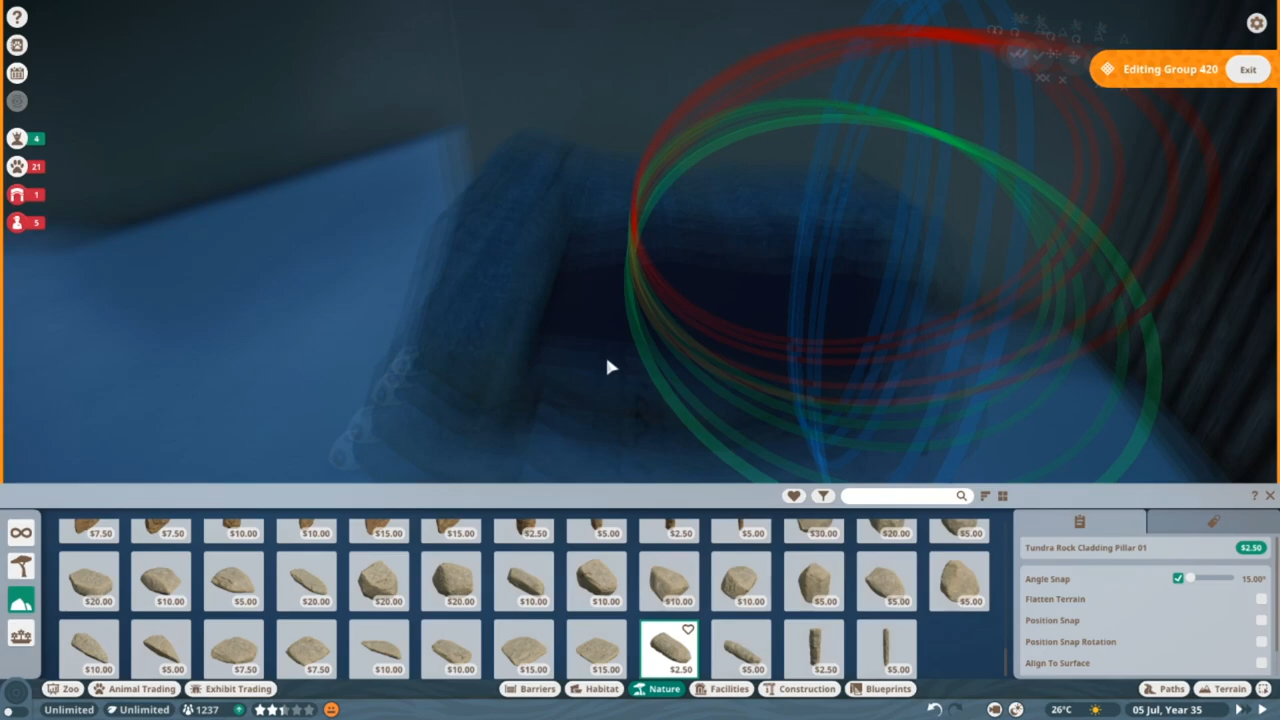 ?
Editing Group 420
Exit
4
21
1
5
? ×
$7.50 $7.50 $10.00 $10.00 $15.00 $15.00 $2.50 $5.00 $2.50 $5.00 $30.00 $20.00 $5.00
$20.00 $10.00 $5.00 $20.00 $20.00 $20.00 $10.00 $10.00 $10.00 $10.00 $5.00 $5.00 $5.00
$10.00 $5.00 $7.50 $7.50 $10.00 $10.00 $15.00 $15.00 $2.50 $5.00 $2.50 $5.00
Tundra Rock Cladding Pillar 01 $2.50
Angle Snap 15.00°
Flatten Terrain
Position Snap
Position Snap Rotation
Align To Surface
Zoo Animal Trading Exhibit Trading Barriers Habitat Nature Facilities Construction Blueprints Paths Terrain
Unlimited Unlimited 1237 26°C 05 Jul, Year 35